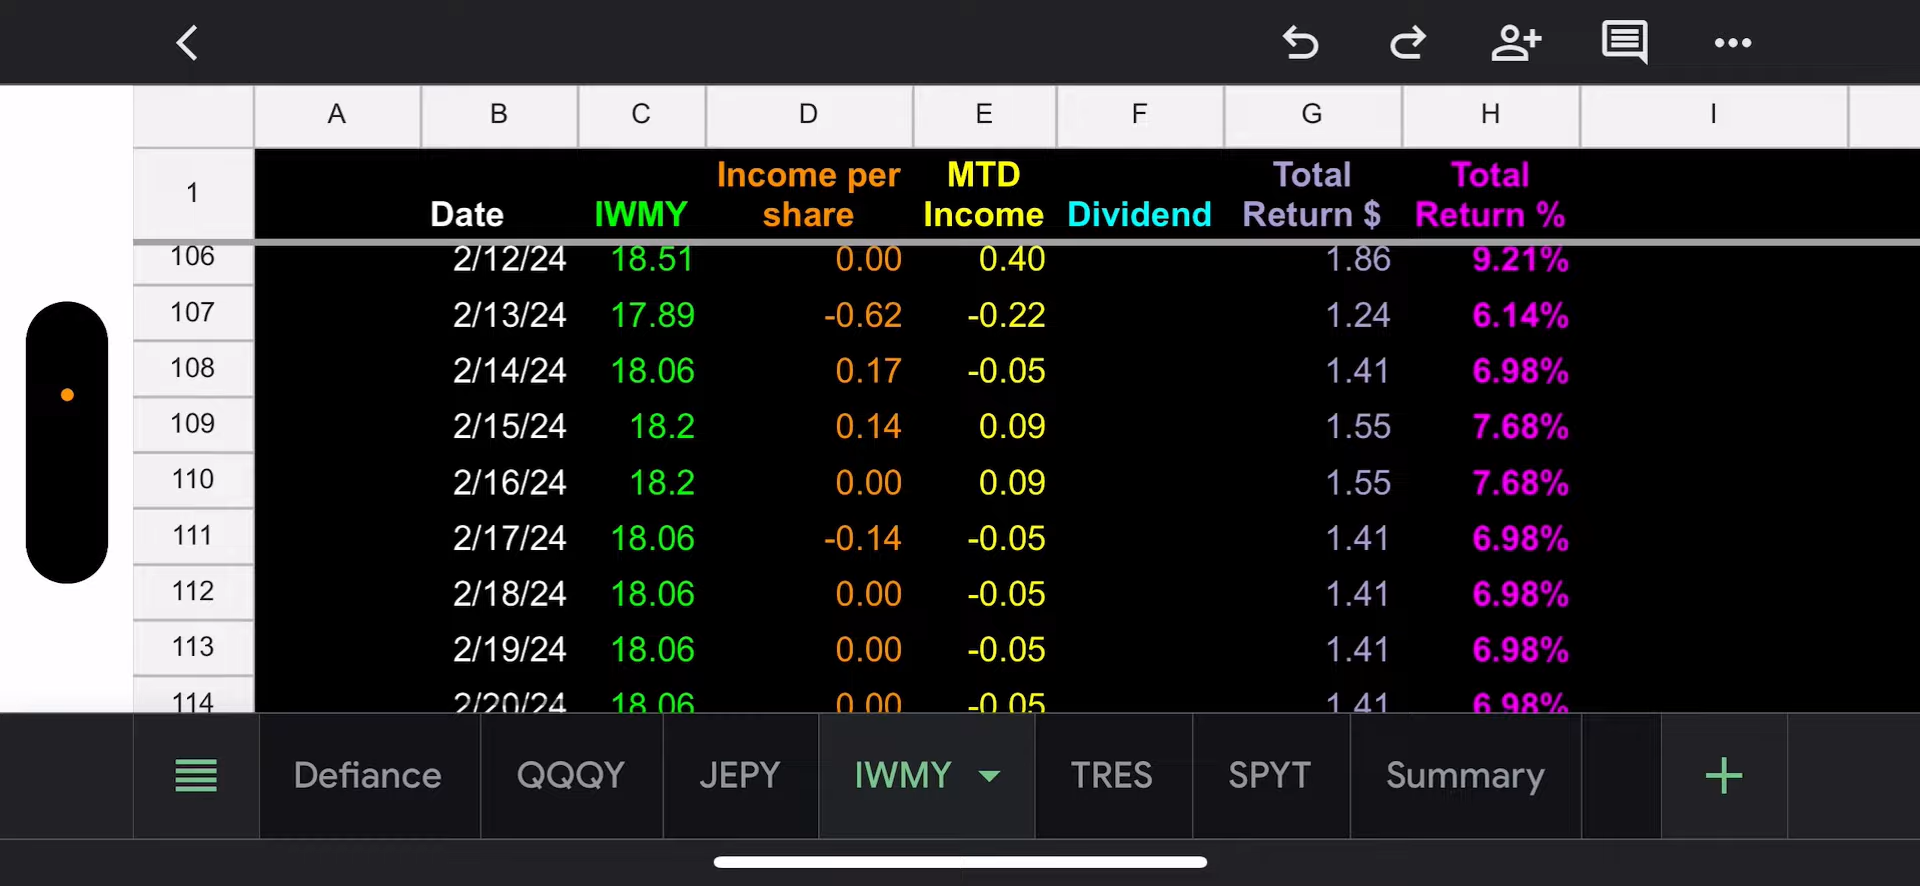 A B C D E F G H I
1 Date IWMY Income per share MTD Income Dividend Total Return $ Total Return %
106 2/12/24 18.51 0.00 0.40 1.86 9.21%
107 2/13/24 17.89 -0.62 -0.22 1.24 6.14%
108 2/14/24 18.06 0.17 -0.05 1.41 6.98%
109 2/15/24 18.2 0.14 0.09 1.55 7.68%
110 2/16/24 18.2 0.00 0.09 1.55 7.68%
111 2/17/24 18.06 -0.14 -0.05 1.41 6.98%
112 2/18/24 18.06 0.00 -0.05 1.41 6.98%
113 2/19/24 18.06 0.00 -0.05 1.41 6.98%
114 2/20/24 18.06 0.00 -0.05 1.41 6.98%
Defiance QQQY JEPY IWMY TRES SPYT Summary